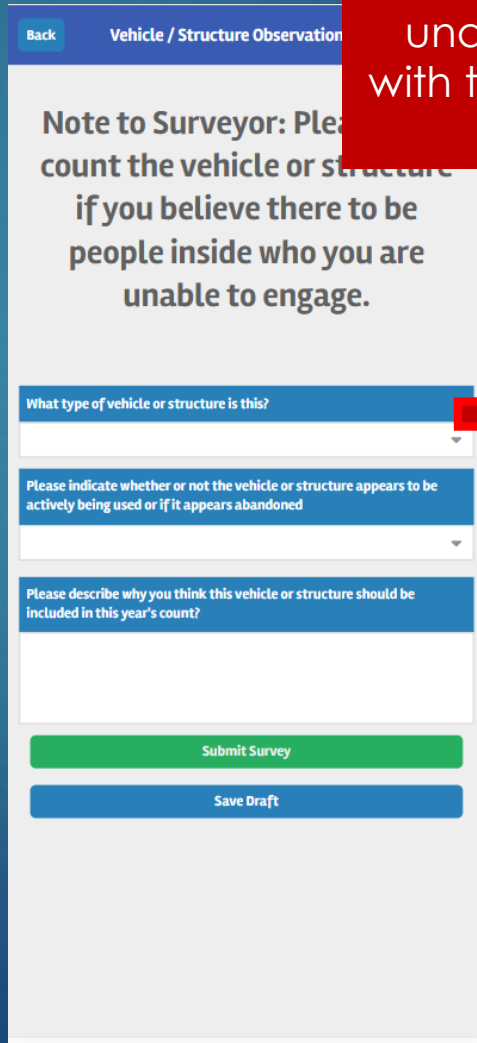 Back
Vehicle / Structure Observation
with
Note to Surveyor:
count the vehicle or structure
if you believe there to be
people inside who you are
unable to engage.
What type of vehicle or structure is this?
Please indicate whether or not the vehicle or structure appears to be
actively being used or if it appears abandoned
Please describe why you think this vehicle or structure should be
included in this year's count?
Submit Survey
Save Draft